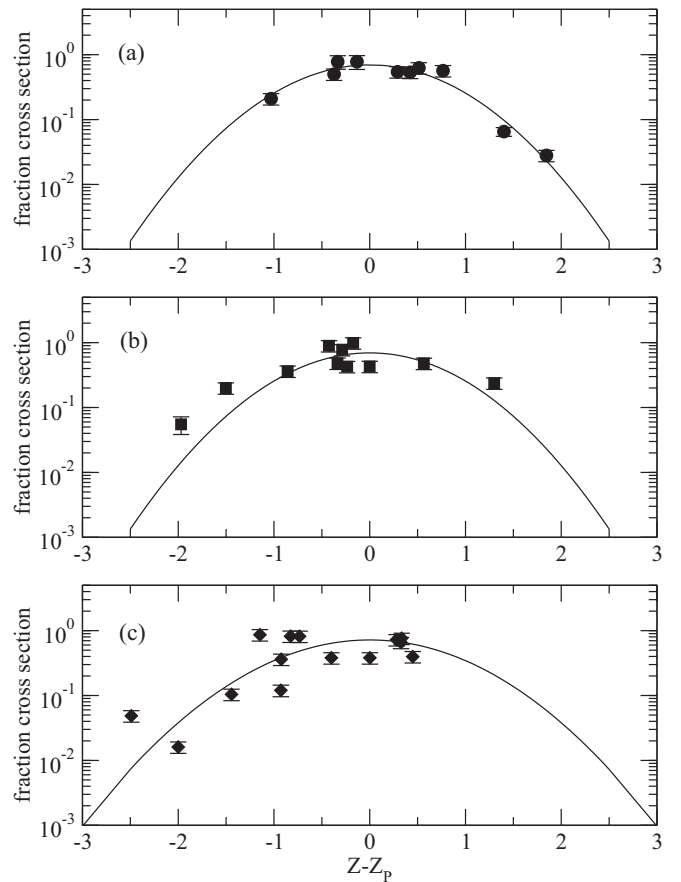 (a)
fraction cross section
10^0
10^-1
10^-2
10^-3
-3 -2 -1 0 1 2 3
(b)
fraction cross section
10^0
10^-1
10^-2
10^-3
-3 -2 -1 0 1 2 3
(c)
fraction cross section
10^0
10^-1
10^-2
10^-3
-3 -2 -1 0 1 2 3
Z-Z_P